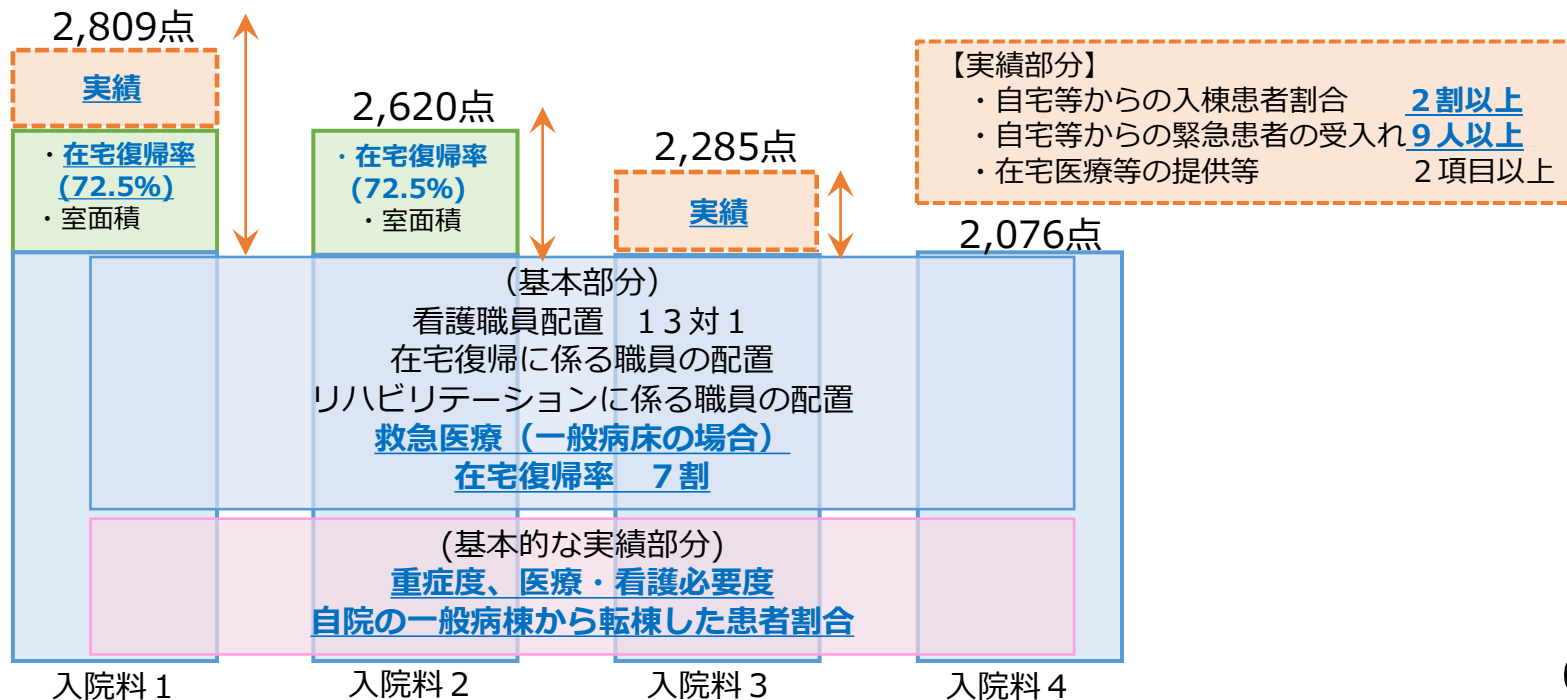 2,809点
実績
・在宅復帰率
(72.5%)
・室面積
2,620点
・在宅復帰率
(72.5%)
・室面積
2,285点
実績
2,076点
【実績部分】
・自宅等からの入棟患者割合　２割以上
・自宅等からの緊急患者の受入れ ９人以上
・在宅医療等の提供等　２項目以上
（基本部分）
看護職員配置　１３対１
在宅復帰に係る職員の配置
リハビリテーションに係る職員の配置
救急医療（一般病床の場合）
在宅復帰率　７割
(基本的な実績部分)
重症度、医療・看護必要度
自院の一般病棟から転棟した患者割合
入院料１
入院料２
入院料３
入院料４